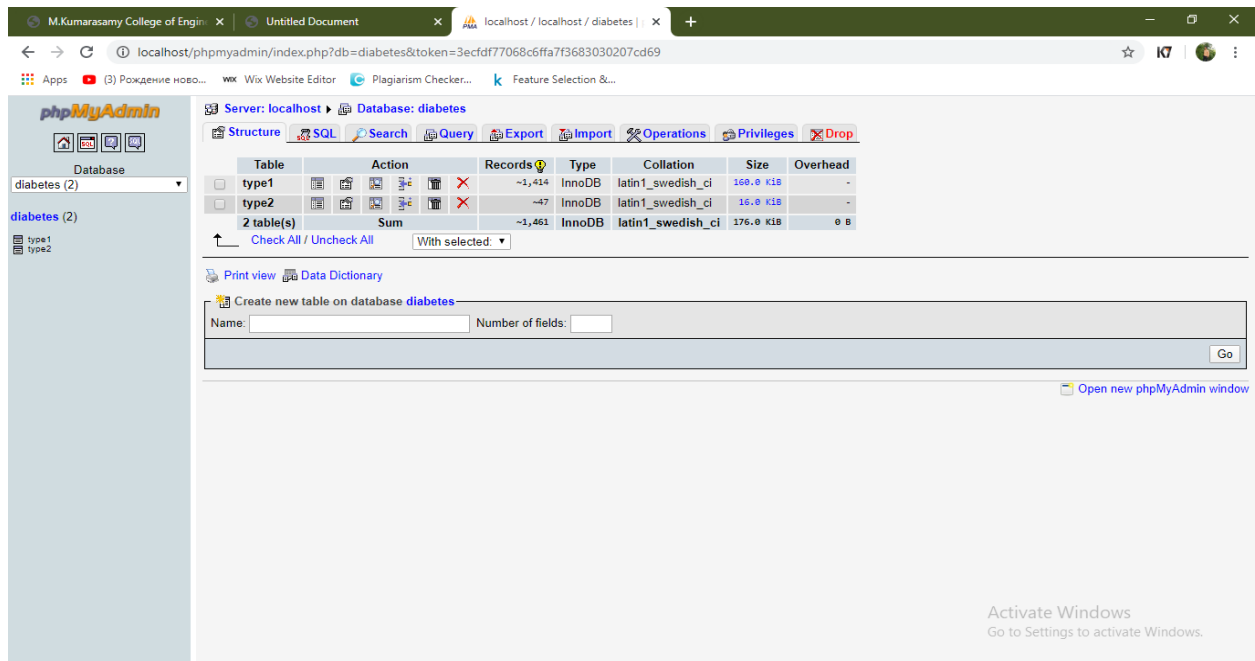 M.Kumarasamy College of Engine
Untitled Document
localhost / localhost / diabetes | p
localhost/phpmyadmin/index.php?db=diabetes&token=3ecfdf77068c6ffa7f3683030207cd69
K7
Apps (3) Рождение ново... WIX Wix Website Editor Plagiarism Checker... k Feature Selection &...
phpMyAdmin
Database
diabetes (2)
diabetes (2)
type1
type2
Server: localhost Database: diabetes
Structure SQL Search Query Export Import Operations Privileges Drop
Table Action Records Type Collation Size Overhead
type1 ~1,414 InnoDB latin1_swedish_ci 160.0 KiB -
type2 ~47 InnoDB latin1_swedish_ci 16.0 KiB -
2 table(s) Sum ~1,461 InnoDB latin1_swedish_ci 176.0 KiB 0 B
Check All / Uncheck All With selected:
Print view Data Dictionary
Create new table on database diabetes
Name: Number of fields:
Go
Open new phpMyAdmin window
Activate Windows
Go to Settings to activate Windows.